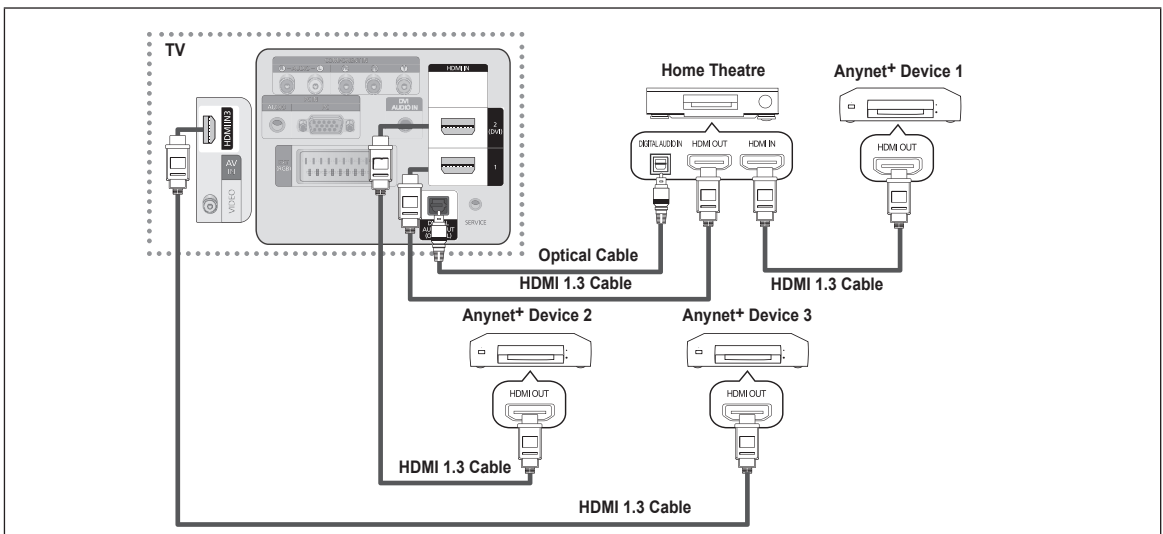 TV
HDMI IN
DVI
AUDIO IN
2
(DVI)
1
HDMI IN3
AV
IN
VIDEO
SERVICE
Home Theatre
Anynet+ Device 1
DIGITAL AUDIO IN
HDMI OUT
HDMI IN
HDMI OUT
Optical Cable
HDMI 1.3 Cable
HDMI 1.3 Cable
Anynet+ Device 2
Anynet+ Device 3
HDMI OUT
HDMI OUT
HDMI 1.3 Cable
HDMI 1.3 Cable